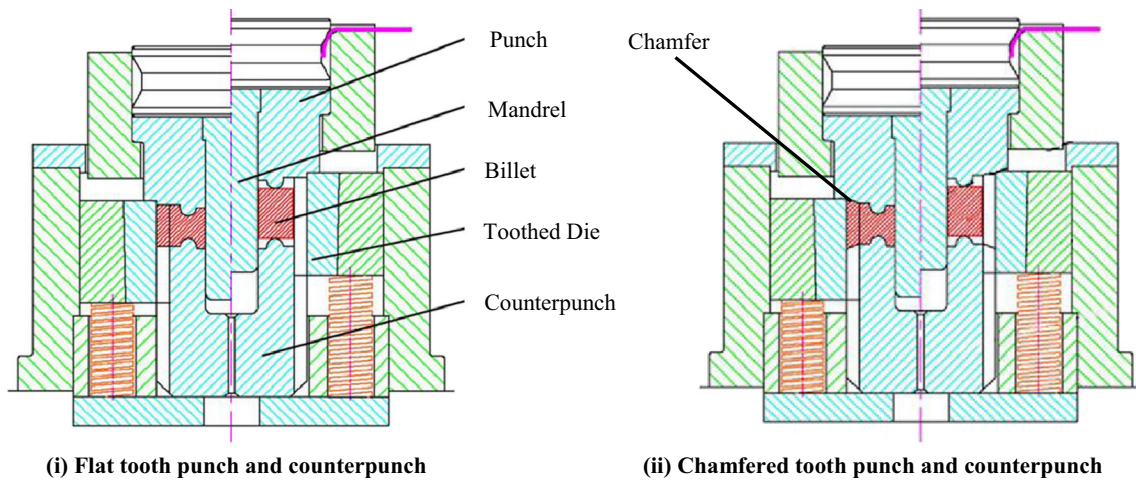 Punch
Mandrel
Billet
Toothed Die
Counterpunch
(i) Flat tooth punch and counterpunch
Chamfer
(ii) Chamfered tooth punch and counterpunch